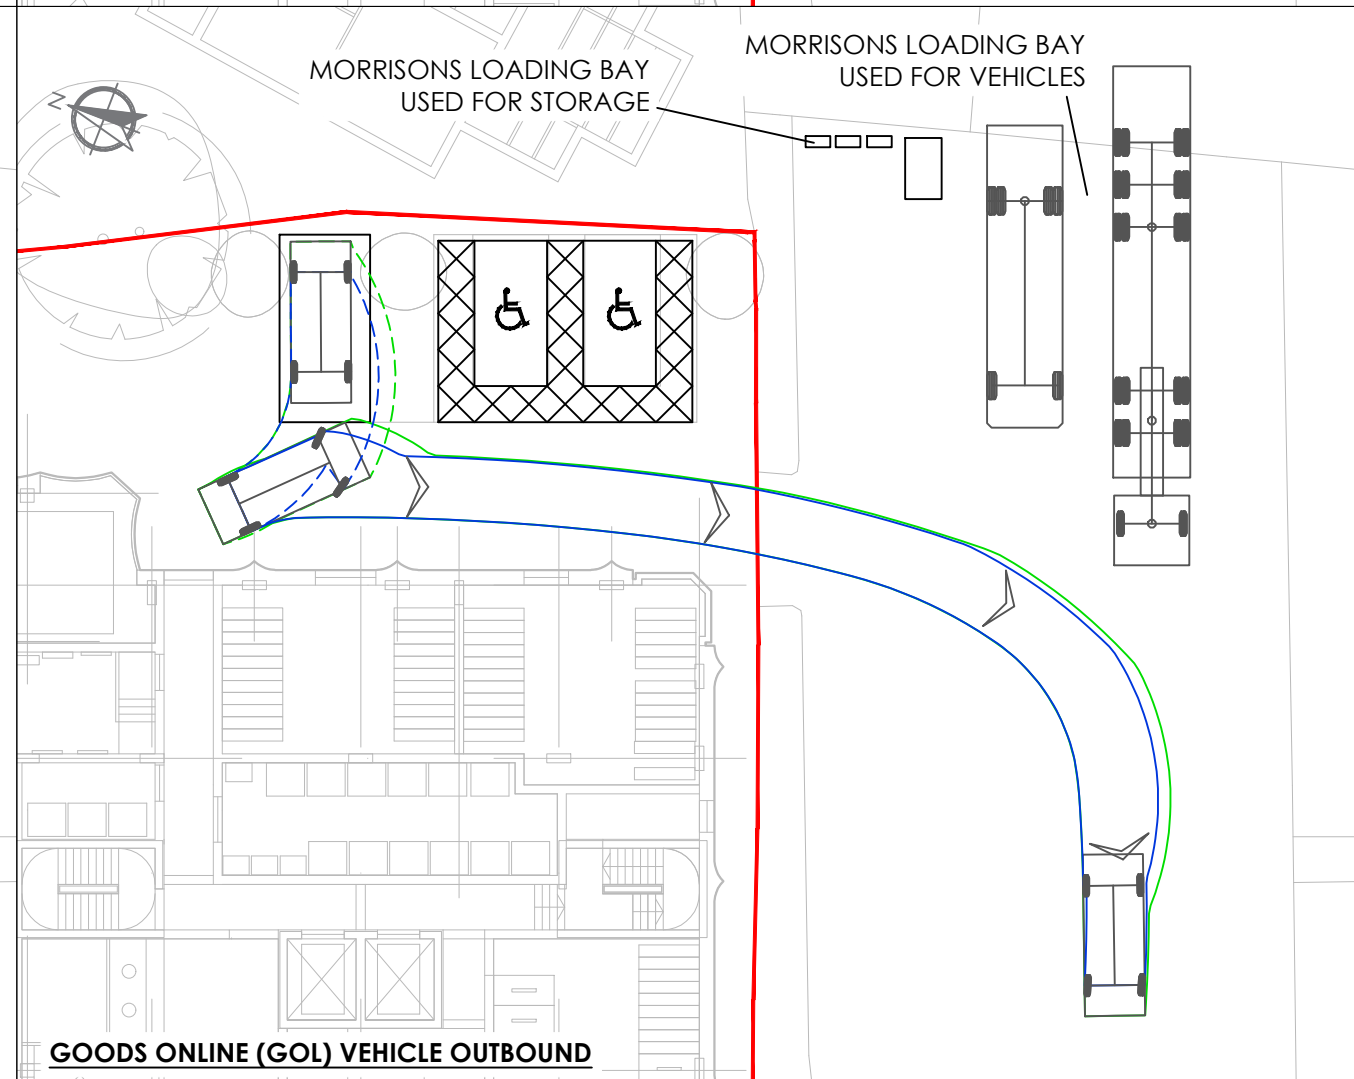 MORRISONS LOADING BAY
USED FOR VEHICLES
MORRISONS LOADING BAY
USED FOR STORAGE
N
GOODS ONLINE (GOL) VEHICLE OUTBOUND